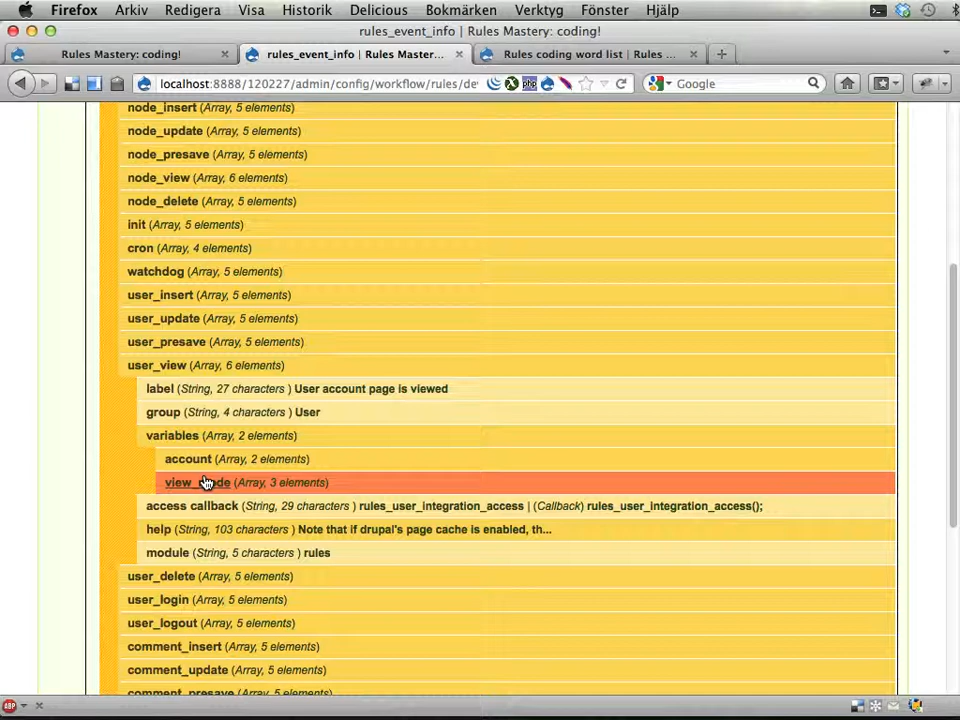 Firefox Arkiv Redigera Visa Historik Delicious Bokmärken Verktyg Fönster Hjälp
rules_event_info | Rules Mastery: coding!
Rules Mastery: coding! rules_event_info | Rules Master... Rules coding word list | Rules ...
localhost:8888/120227/admin/config/workflow/rules/de php Google
node_insert (Array, 5 elements)
node_update (Array, 5 elements)
node_presave (Array, 5 elements)
node_view (Array, 6 elements)
node_delete (Array, 5 elements)
init (Array, 5 elements)
cron (Array, 4 elements)
watchdog (Array, 5 elements)
user_insert (Array, 5 elements)
user_update (Array, 5 elements)
user_presave (Array, 5 elements)
user_view (Array, 6 elements)
label (String, 27 characters ) User account page is viewed
group (String, 4 characters ) User
variables (Array, 2 elements)
account (Array, 2 elements)
view_mode (Array, 3 elements)
access callback (String, 29 characters ) rules_user_integration_access | (Callback) rules_user_integration_access();
help (String, 103 characters ) Note that if drupal's page cache is enabled, th...
module (String, 5 characters ) rules
user_delete (Array, 5 elements)
user_login (Array, 5 elements)
user_logout (Array, 5 elements)
comment_insert (Array, 5 elements)
comment_update (Array, 5 elements)
comment_presave (Array, 5 elements)
ABP